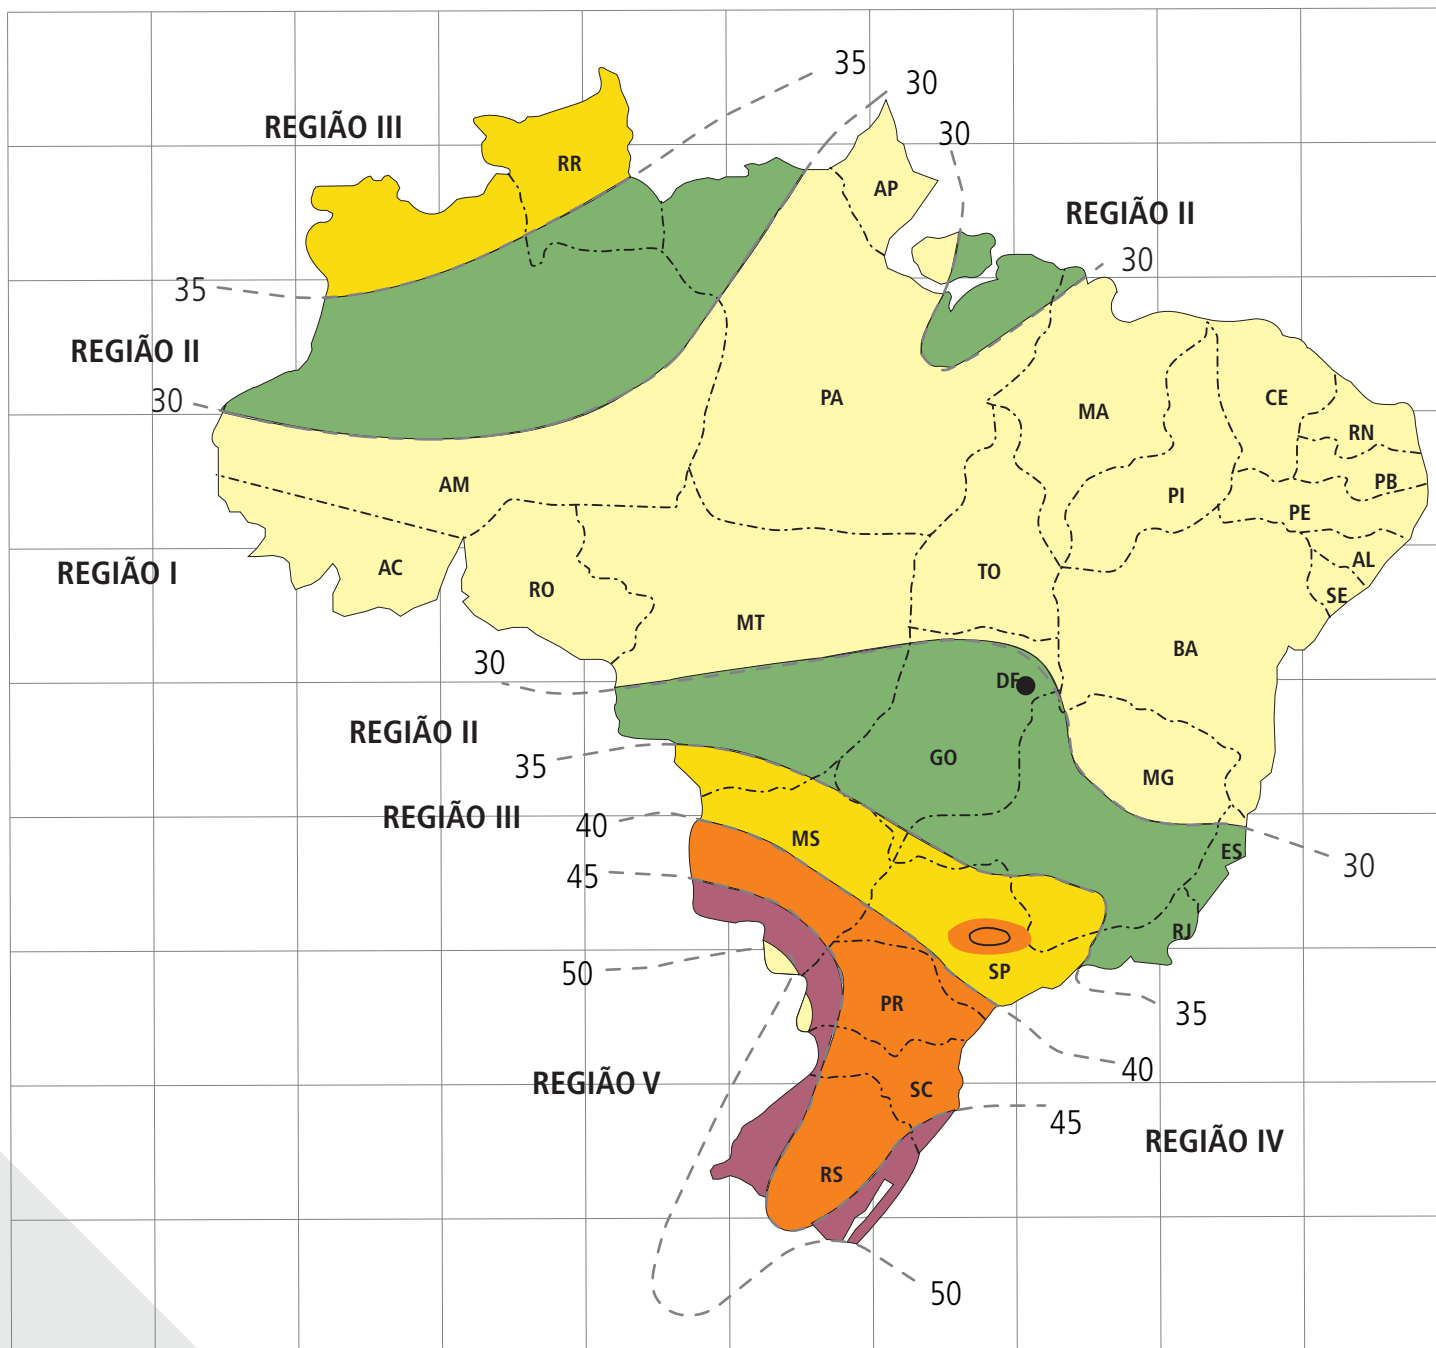 35
30
REGIÃO III
30
RR
AP
REGIÃO II
30
35
REGIÃO II
30
PA
MA
CE
RN
AM
PB
PI
PE
REGIÃO I
AC
RO
TO
AL
SE
MT
BA
30
DF
REGIÃO II
35
GO
MG
REGIÃO III
40
MS
ES
30
45
RJ
50
SP
PR
35
REGIÃO V
40
SC
45
REGIÃO IV
RS
50